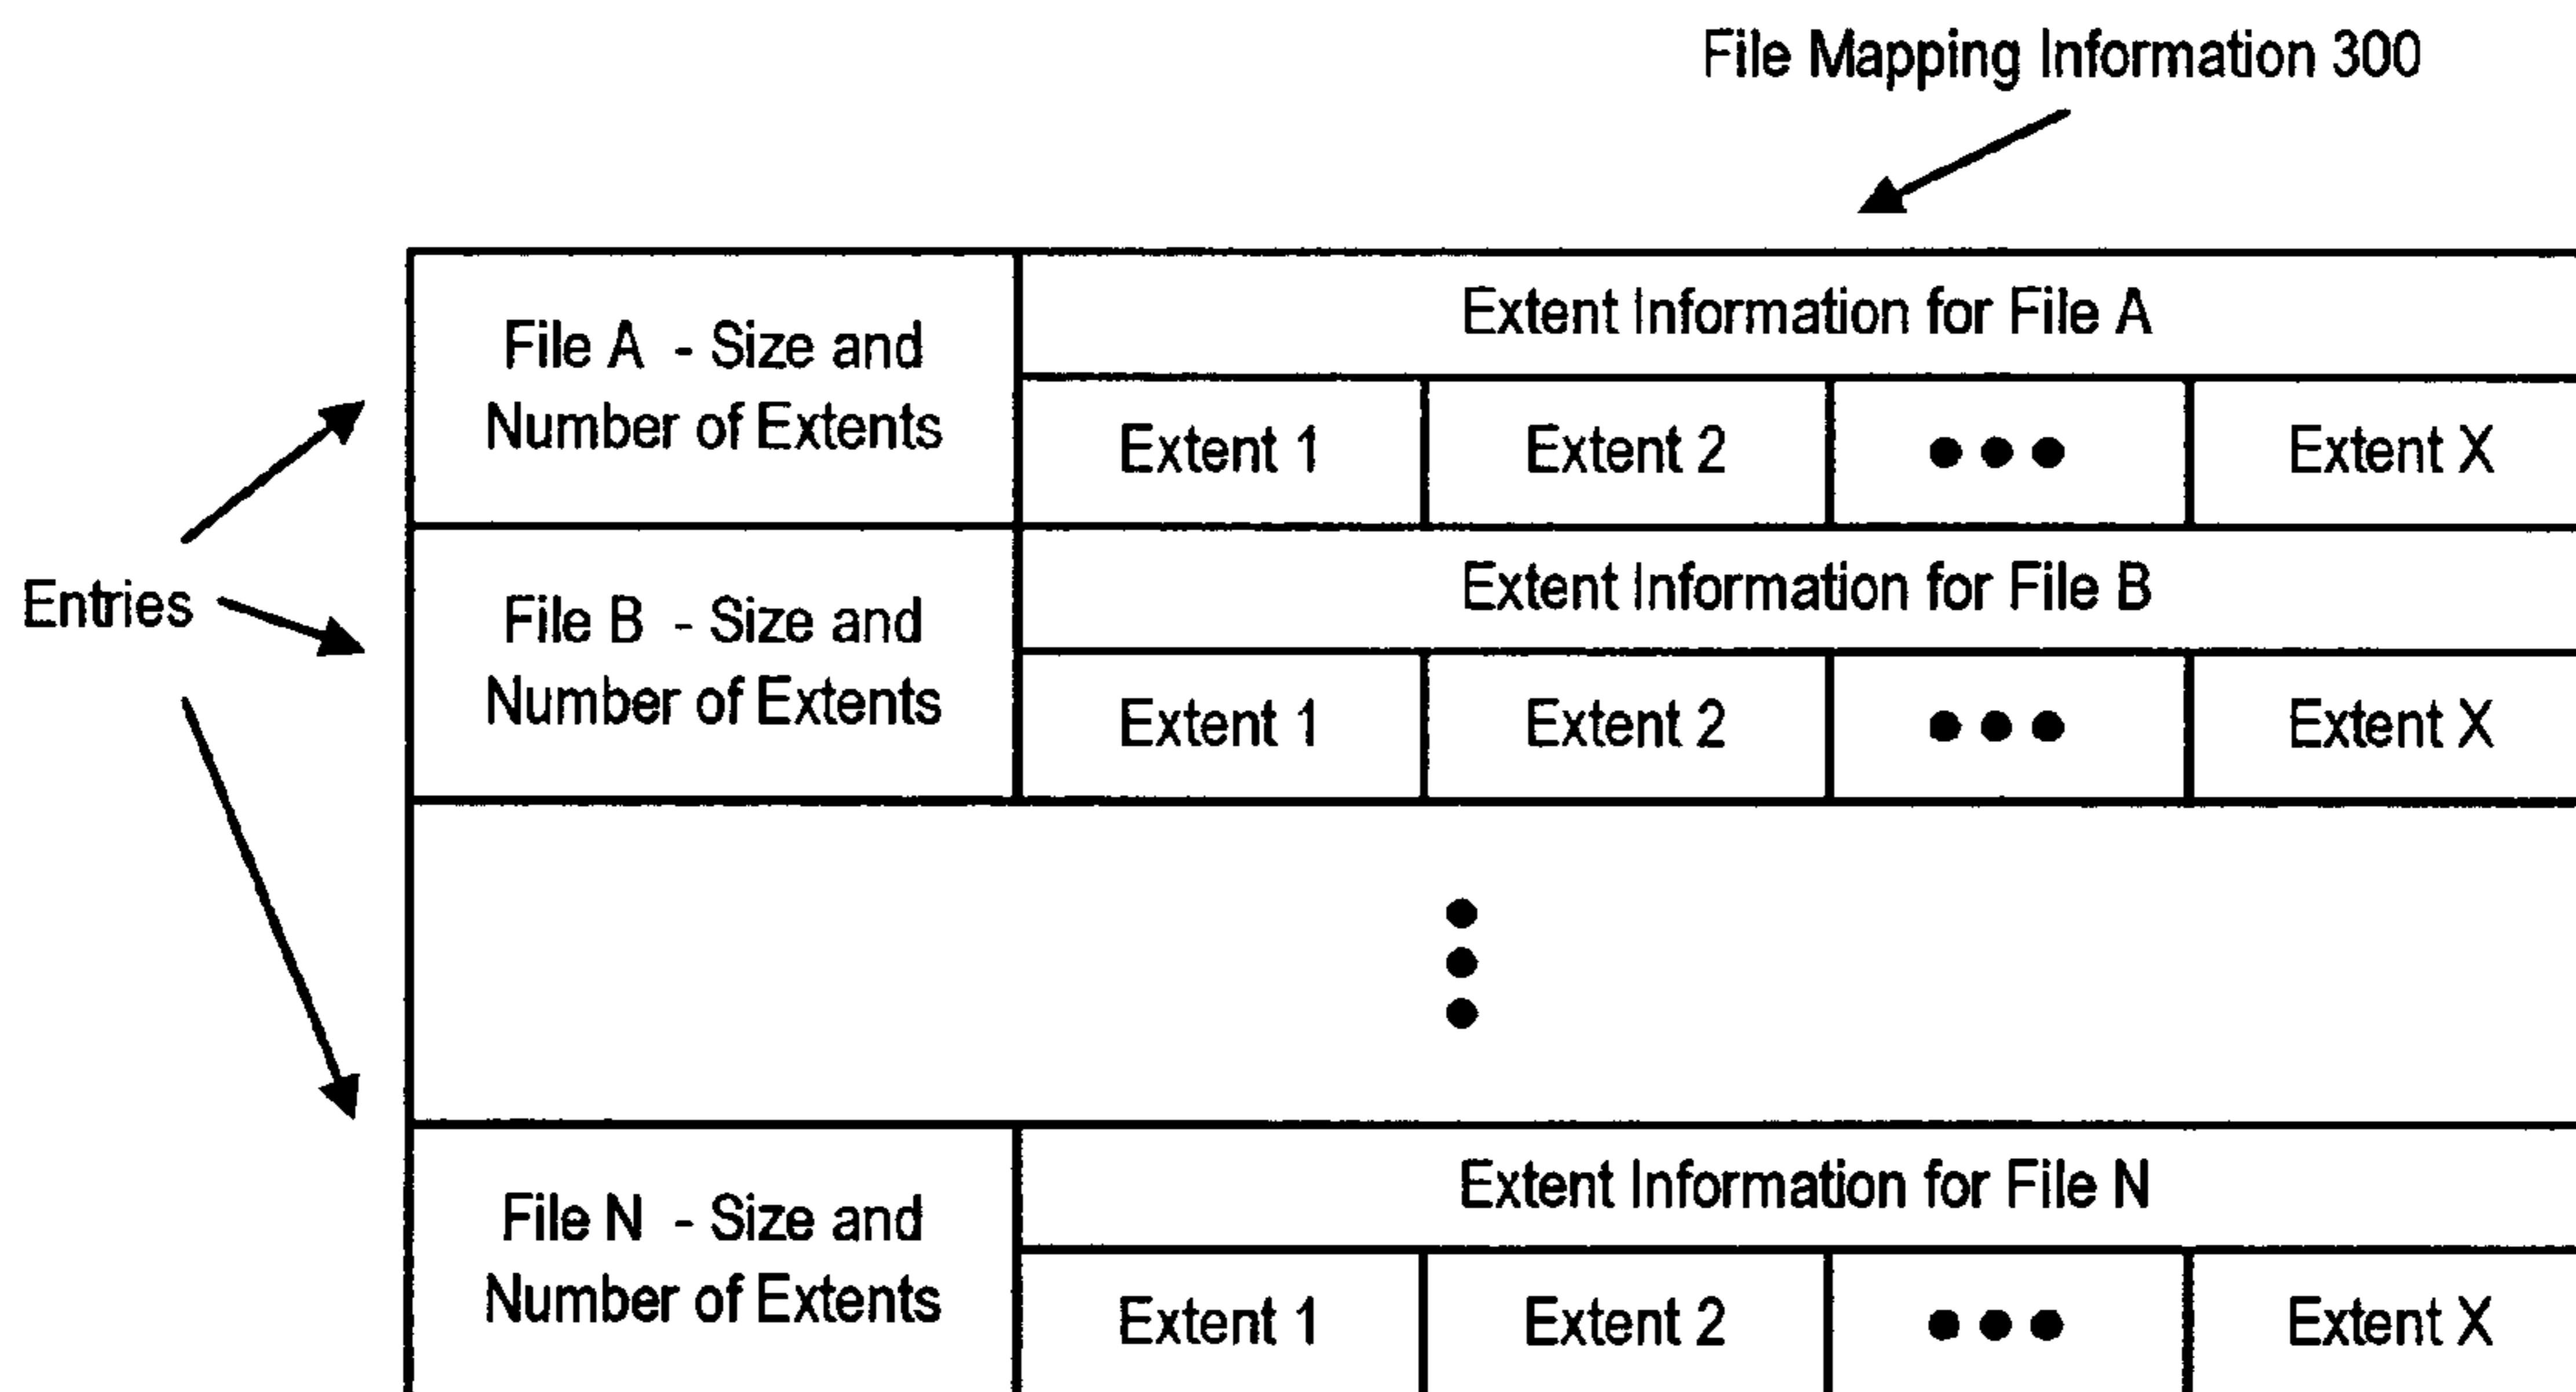 File Mapping Information 300
Extent Information for File A
File A - Size and
Number of Extents
Extent 1
Extent 2
●●●
Extent X
Entries
Extent Information for File B
File B - Size and
Number of Extents
Extent 1
Extent 2
●●●
Extent X
Extent Information for File N
File N - Size and
Number of Extents
Extent 1
Extent 2
●●●
Extent X